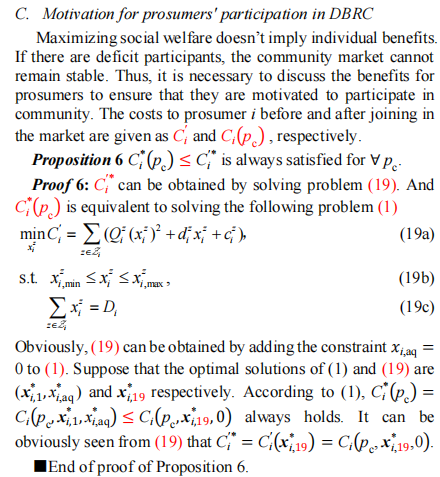 C. Motivation for prosumers' participation in DBRC
Maximizing social welfare doesn't imply individual benefits.
If there are deficit participants, the community market cannot
remain stable. Thus, it is necessary to discuss the benefits for
prosumers to ensure that they are motivated to participate in
community. The costs to prosumer i before and after joining in
the market are given as C_i^' and C_i(p_c), respectively.
Proposition 6 C_i^*(p_c) ≤ C_i^'* is always satisfied for ∀ p_c.
Proof 6: C_i^'* can be obtained by solving problem (19). And
C_i^*(p_c) is equivalent to solving the following problem (1)
min_{x_i^z} C_i^' = ∑_{z∈Z_i} (Q_i^z (x_i^z)^2 + d_i^z x_i^z + c_i^z), (19a)
s.t. x_{i,min}^z ≤ x_i^z ≤ x_{i,max}^z, (19b)
∑_{z∈Z_i} x_i^z = D_i (19c)
Obviously, (19) can be obtained by adding the constraint x_{i,aq} =
0 to (1). Suppose that the optimal solutions of (1) and (19) are
(x_{i,1}^*, x_{i,aq}^*) and x_{i,19}^* respectively. According to (1), C_i^*(p_c) =
C_i(p_c, x_{i,1}^*, x_{i,aq}^*) ≤ C_i(p_c, x_{i,19}^*, 0) always holds. It can be
obviously seen from (19) that C_i^'* = C_i^'(x_{i,19}^*) = C_i(p_c, x_{i,19}^*, 0).
■End of proof of Proposition 6.